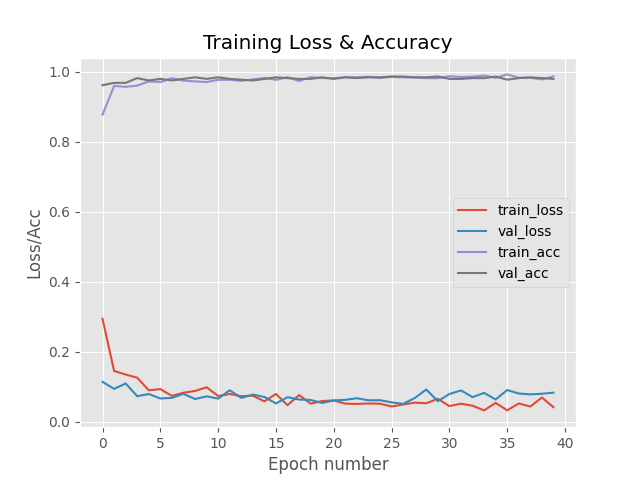 Training Loss & Accuracy
1.0
0.8
0.6
0.4
0.2
0.0
Loss/Acc
train_loss
val_loss
train_acc
val_acc
0 5 10 15 20 25 30 35 40
Epoch number